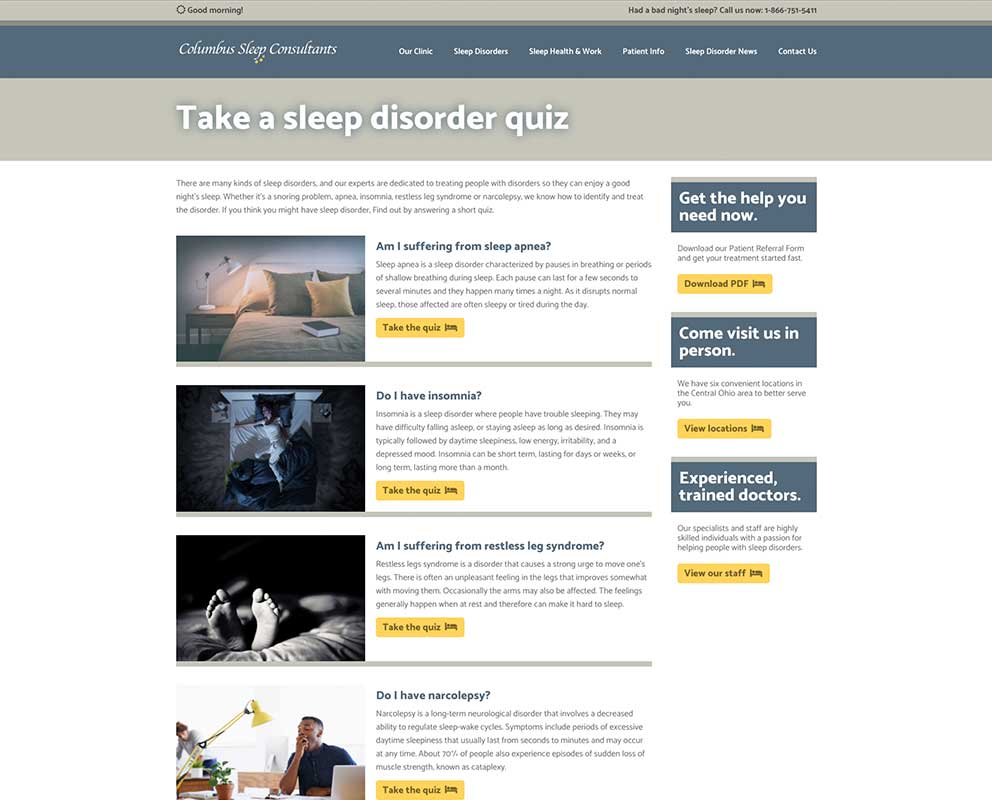 Good morning!
Had a bad night's sleep? Call us now: 1-866-751-5411
Columbus Sleep Consultants
Our Clinic
Sleep Disorders
Sleep Health & Work
Patient Info
Sleep Disorder News
Contact Us
Take a sleep disorder quiz
There are many kinds of sleep disorders, and our experts are dedicated to treating people with disorders so they can enjoy a good
night's sleep. Whether it's a snoring problem, apnea, insomnia, restless leg syndrome or narcolepsy, we know how to identify and treat
the disorder. If you think you might have sleep disorder, Find out by answering a short quiz.
Am I suffering from sleep apnea?
Sleep apnea is a sleep disorder characterized by pauses in breathing or periods
of shallow breathing during sleep. Each pause can last for a few seconds to
several minutes and they happen many times a night. As it disrupts normal
sleep, those affected are often sleepy or tired during the day.
Take the quiz
Do I have insomnia?
Insomnia is a sleep disorder where people have trouble sleeping. They may
have difficulty falling asleep, or staying asleep as long as desired. Insomnia is
typically followed by daytime sleepiness, low energy, irritability, and a
depressed mood. Insomnia can be short term, lasting for days or weeks, or
long term, lasting more than a month.
Take the quiz
Am I suffering from restless leg syndrome?
Restless legs syndrome is a disorder that causes a strong urge to move one's
legs. There is often an unpleasant feeling in the legs that improves somewhat
with moving them. Occasionally the arms may also be affected. The feelings
generally happen when at rest and therefore can make it hard to sleep.
Take the quiz
Do I have narcolepsy?
Narcolepsy is a long-term neurological disorder that involves a decreased
ability to regulate sleep-wake cycles. Symptoms include periods of excessive
daytime sleepiness that usually last from seconds to minutes and may occur
at any time. About 70% of people also experience episodes of sudden loss of
muscle strength, known as cataplexy.
Take the quiz
Get the help you
need now.
Download our Patient Referral Form
and get your treatment started fast.
Download PDF
Come visit us in
person.
We have six convenient locations in
the Central Ohio area to better serve
you.
View locations
Experienced,
trained doctors.
Our specialists and staff are highly
skilled individuals with a passion for
helping people with sleep disorders.
View our staff